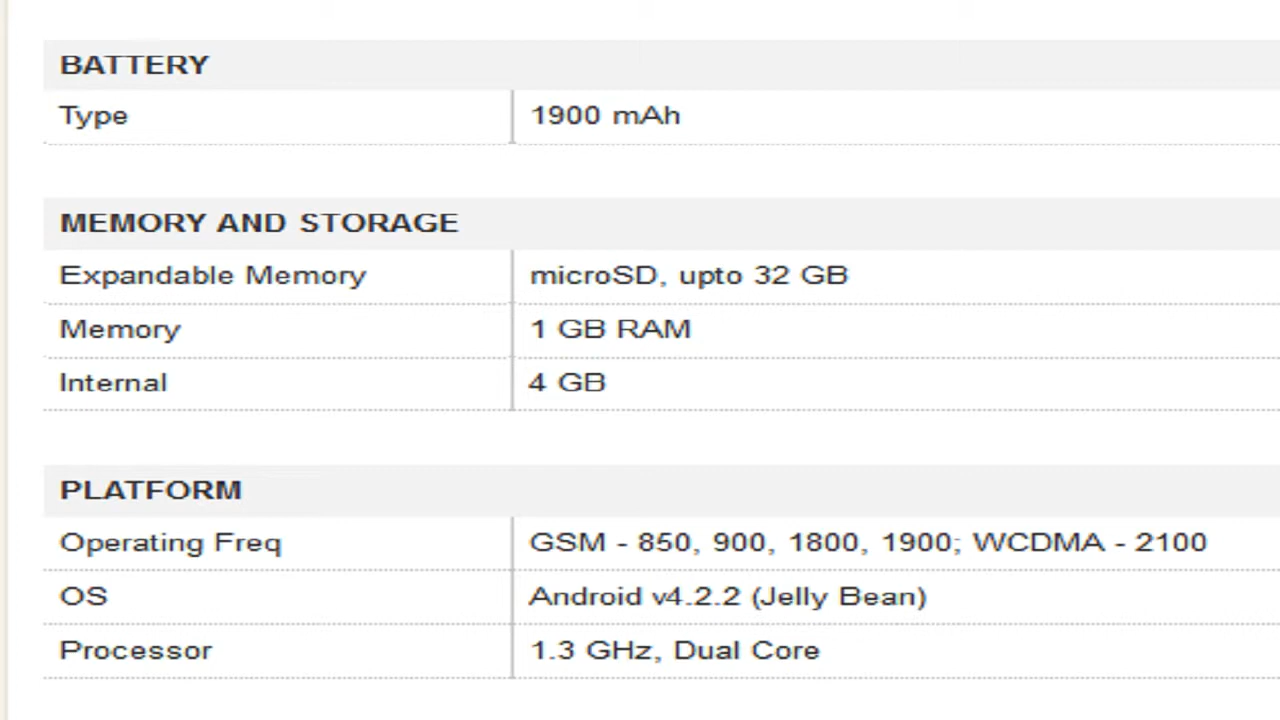 BATTERY
Type 1900 mAh
MEMORY AND STORAGE
Expandable Memory microSD, upto 32 GB
Memory 1 GB RAM
Internal 4 GB
PLATFORM
Operating Freq GSM - 850, 900, 1800, 1900; WCDMA - 2100
OS Android v4.2.2 (Jelly Bean)
Processor 1.3 GHz, Dual Core